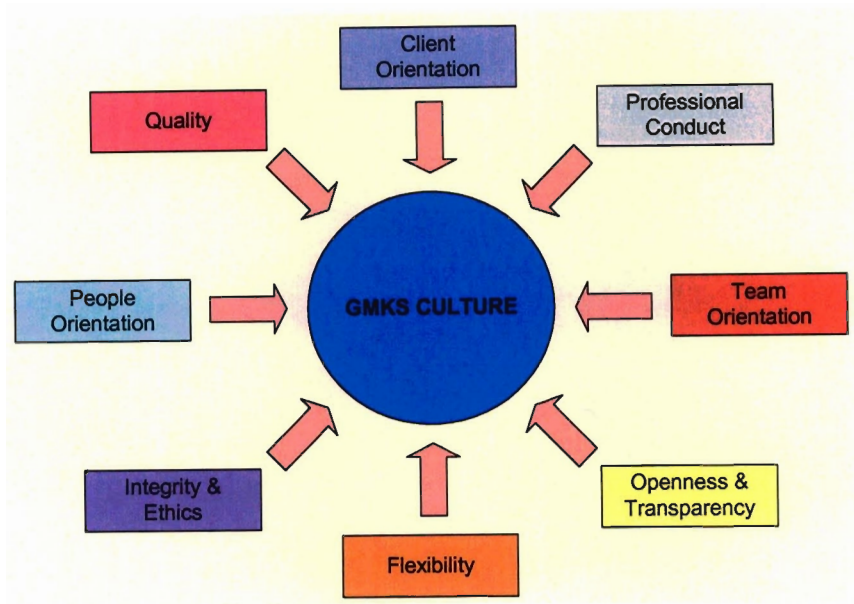 Client
Orientation
Quality
Professional
Conduct
People
Orientation
GMKS CULTURE
Team
Orientation
Integrity &
Ethics
Openness &
Transparency
Flexibility